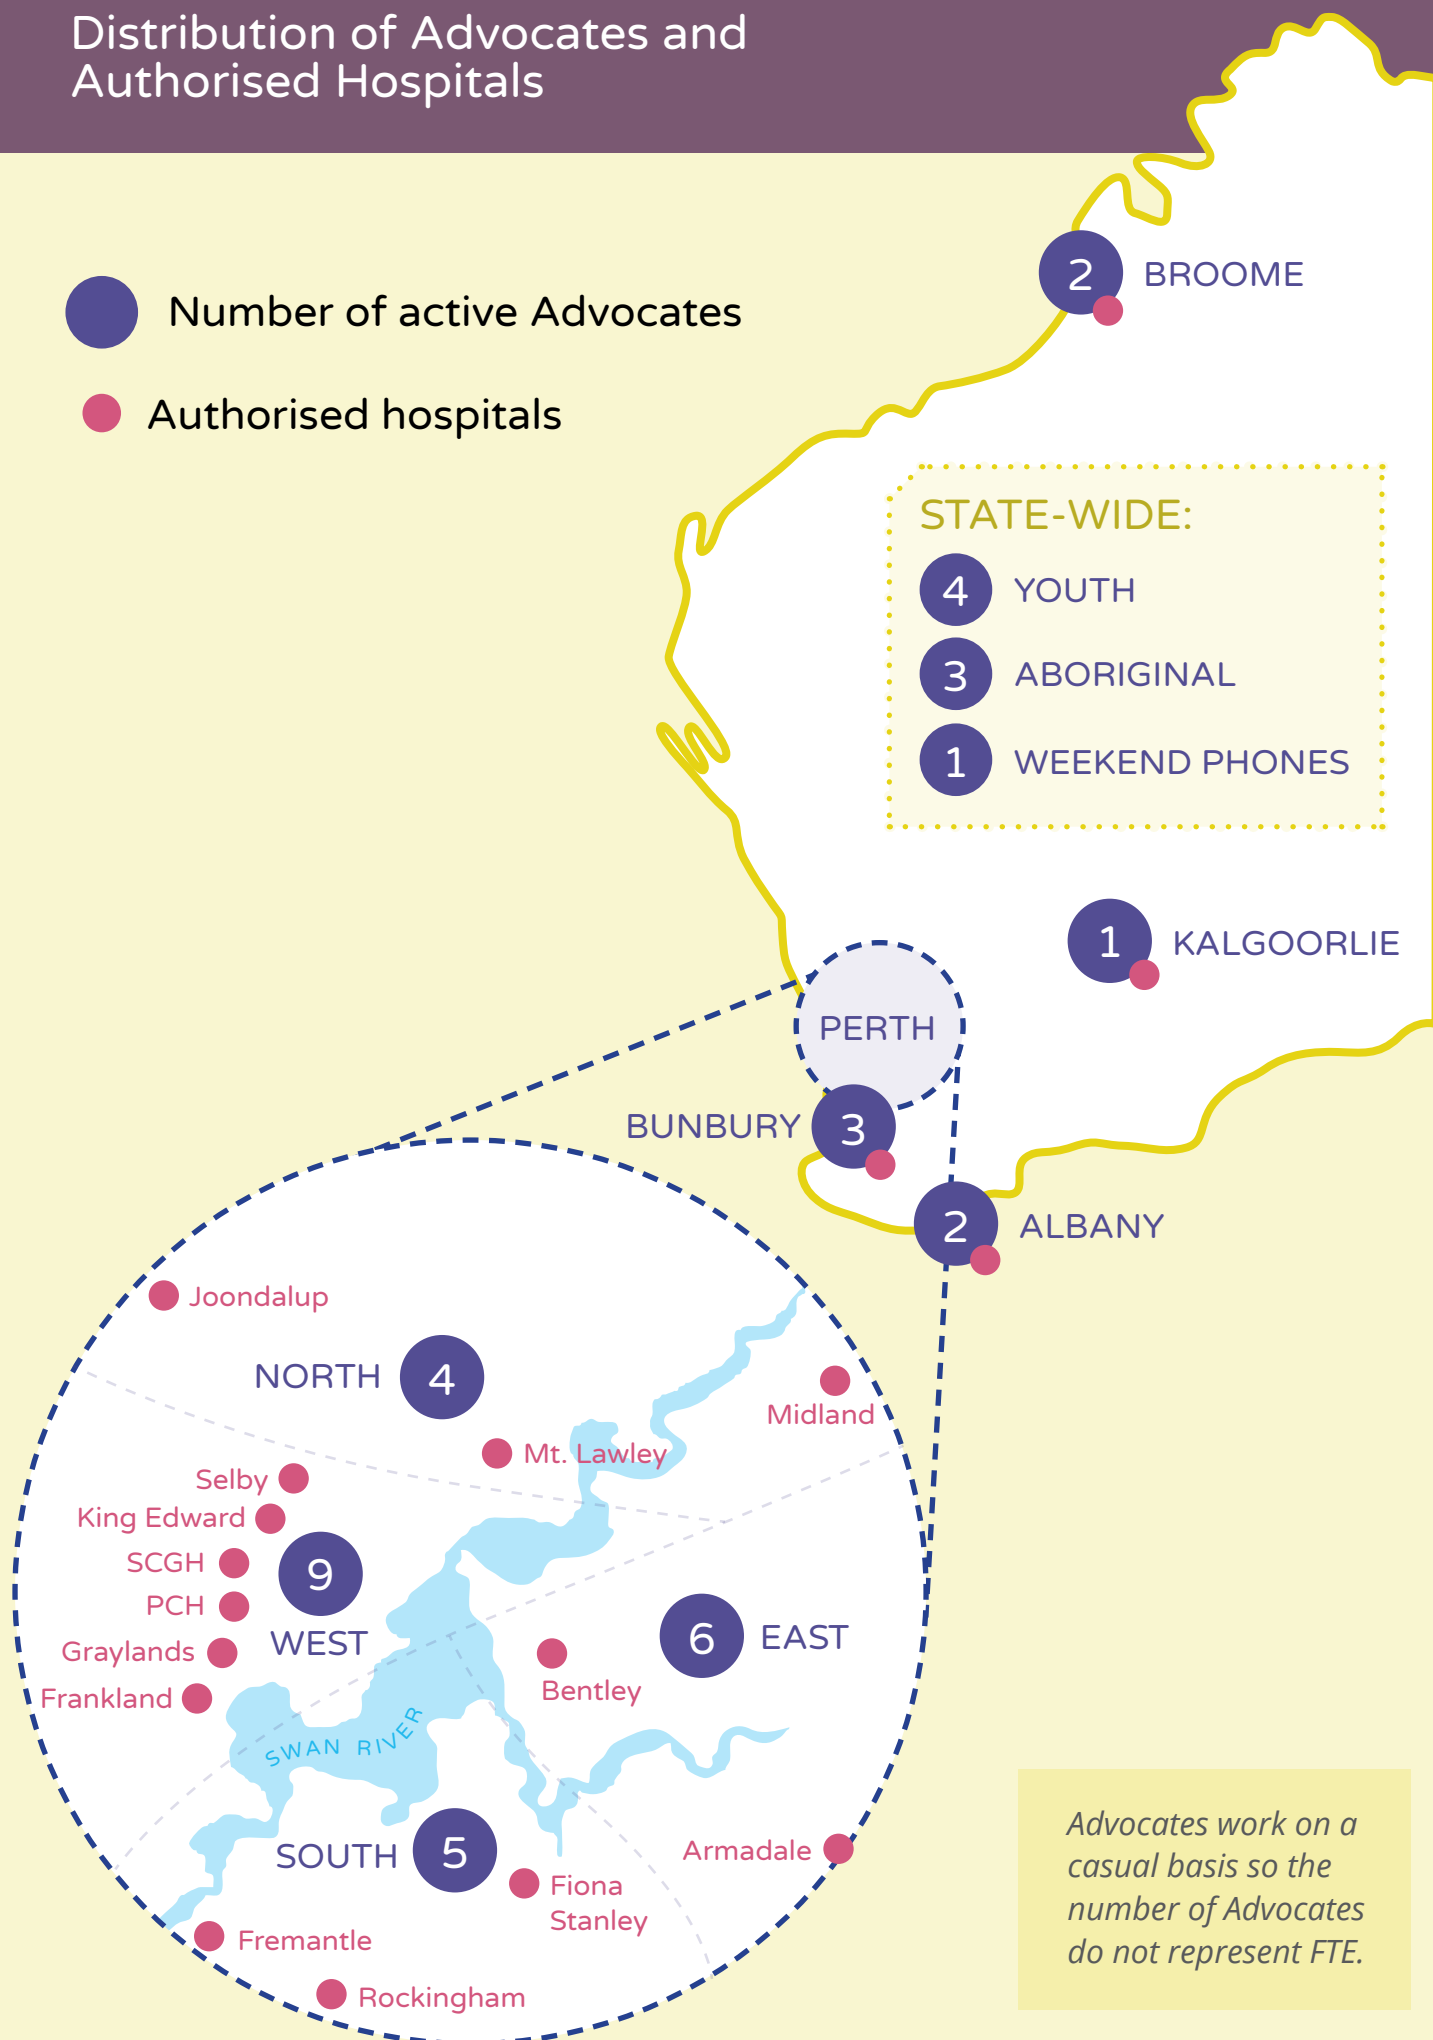 Distribution of Advocates and
Authorised Hospitals
2
BROOME
Number of active Advocates
Authorised hospitals
STATE-WIDE:
4 YOUTH
3 ABORIGINAL
1 WEEKEND PHONES
1 KALGOORLIE
PERTH
BUNBURY 3
2 ALBANY
Joondalup
NORTH 4
Midland
Mt. Lawley
Selby
King Edward
SCGH
9
PCH
WEST
6 EAST
Graylands
Bentley
Frankland
SWAN RIVER
SOUTH 5
Armadale
Fiona
Stanley
Fremantle
Rockingham
Advocates work on a
casual basis so the
number of Advocates
do not represent FTE.